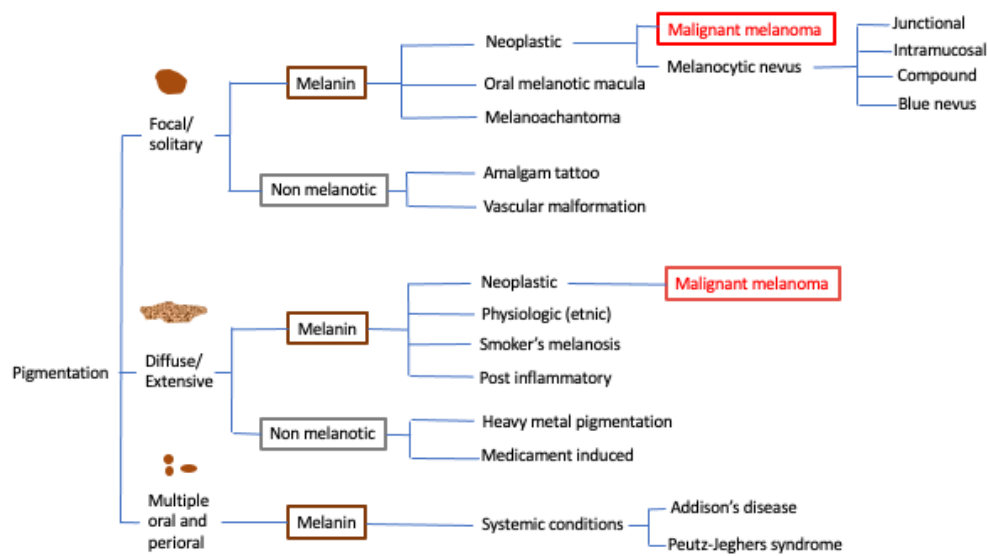 Pigmentation
Focal/
solitary
Melanin
Neoplastic
Malignant melanoma
Melanocytic nevus
Junctional
Intramucosal
Compound
Blue nevus
Oral melanotic macula
Melanoachantoma
Non melanotic
Amalgam tattoo
Vascular malformation
Diffuse/
Extensive
Melanin
Neoplastic
Malignant melanoma
Physiologic (etnic)
Smoker's melanosis
Post inflammatory
Non melanotic
Heavy metal pigmentation
Medicament induced
Multiple
oral and
perioral
Melanin
Systemic conditions
Addison's disease
Peutz-Jeghers syndrome